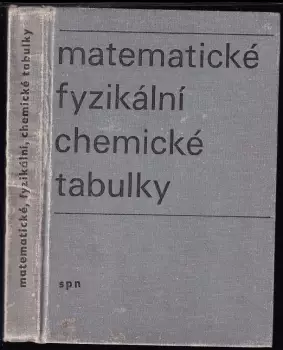 matematické, fyzikální, chemické tabulky
matematické
fyzikální
chemické
tabulky
spn